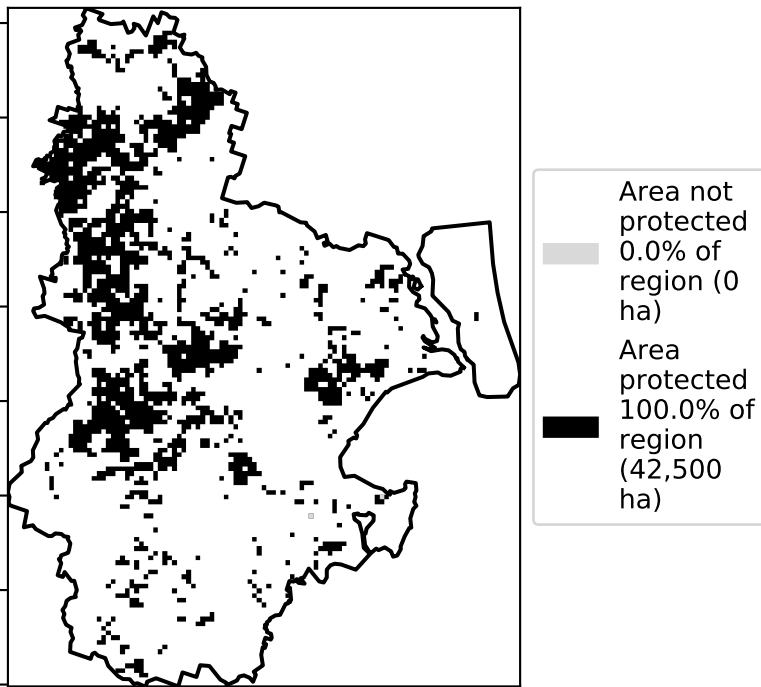 Area not
protected
0.0% of
region (0
ha)
Area
protected
100.0% of
region
(42,500
ha)